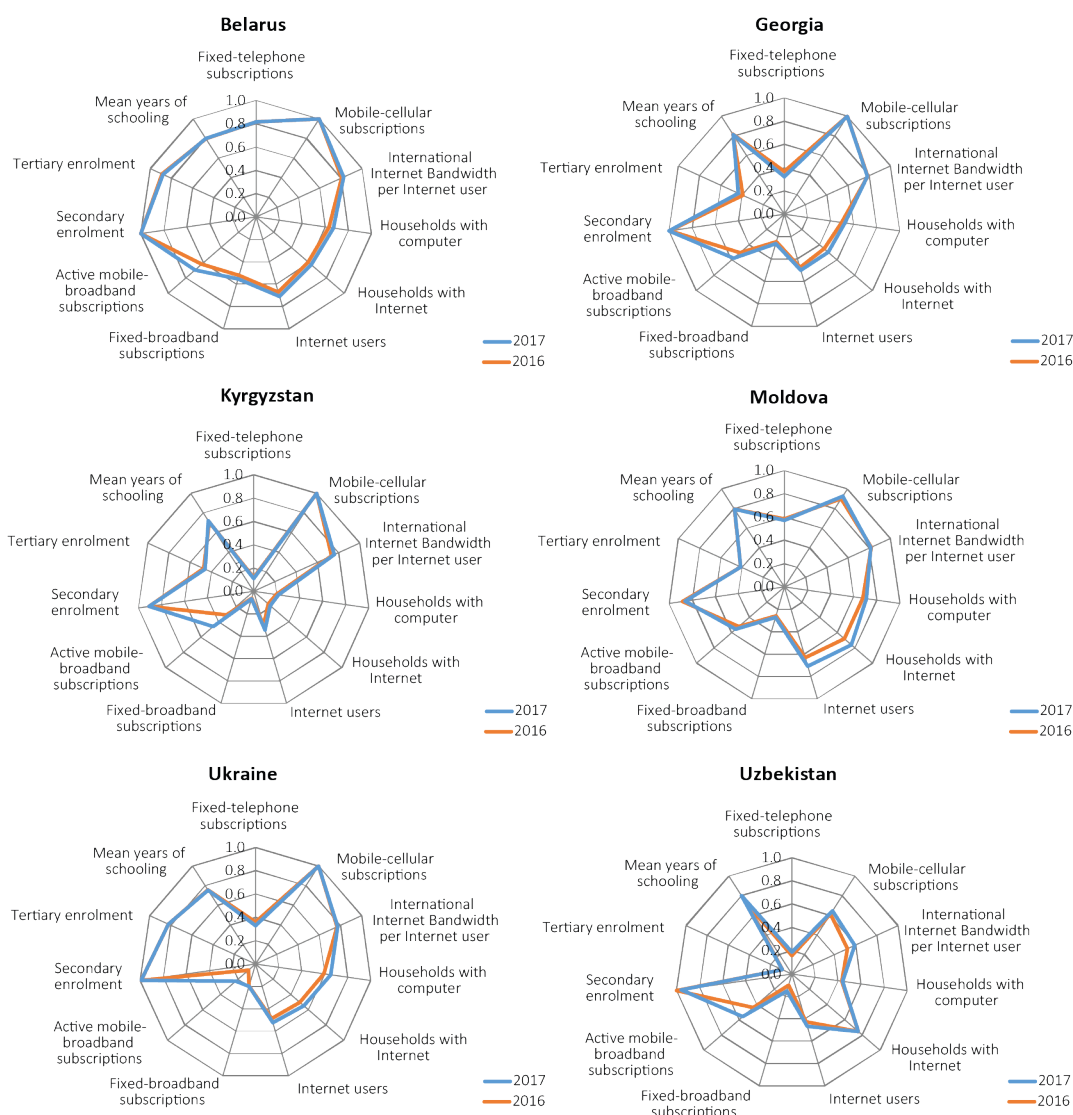 Belarus
Fixed-telephone
subscriptions
Mean years of
schooling
Mobile-cellular
subscriptions
Tertiary enrolment
International
Internet Bandwidth
per Internet user
Secondary
enrolment
Households with
computer
Active mobile-
broadband
subscriptions
Households with
Internet
Fixed-broadband
subscriptions
Internet users
1.0
0.8
0.6
0.4
0.2
0.0
2017
2016
Georgia
Fixed-telephone
subscriptions
Mean years of
schooling
Mobile-cellular
subscriptions
Tertiary enrolment
International
Internet Bandwidth
per Internet user
Secondary
enrolment
Households with
computer
Active mobile-
broadband
subscriptions
Households with
Internet
Fixed-broadband
subscriptions
Internet users
1.0
0.8
0.6
0.4
0.2
0.0
2017
2016
Kyrgyzstan
Fixed-telephone
subscriptions
Mean years of
schooling
Mobile-cellular
subscriptions
Tertiary enrolment
International
Internet Bandwidth
per Internet user
Secondary
enrolment
Households with
computer
Active mobile-
broadband
subscriptions
Households with
Internet
Fixed-broadband
subscriptions
Internet users
1.0
0.8
0.6
0.4
0.2
0.0
2017
2016
Moldova
Fixed-telephone
subscriptions
Mean years of
schooling
Mobile-cellular
subscriptions
Tertiary enrolment
International
Internet Bandwidth
per Internet user
Secondary
enrolment
Households with
computer
Active mobile-
broadband
subscriptions
Households with
Internet
Fixed-broadband
subscriptions
Internet users
1.0
0.8
0.6
0.4
0.2
0.0
2017
2016
Ukraine
Fixed-telephone
subscriptions
Mean years of
schooling
Mobile-cellular
subscriptions
Tertiary enrolment
International
Internet Bandwidth
per Internet user
Secondary
enrolment
Households with
computer
Active mobile-
broadband
subscriptions
Households with
Internet
Fixed-broadband
subscriptions
Internet users
1.0
0.8
0.6
0.4
0.2
0.0
2017
2016
Uzbekistan
Fixed-telephone
subscriptions
Mean years of
schooling
Mobile-cellular
subscriptions
Tertiary enrolment
International
Internet Bandwidth
per Internet user
Secondary
enrolment
Households with
computer
Active mobile-
broadband
subscriptions
Households with
Internet
Fixed-broadband
subscriptions
Internet users
1.0
0.8
0.6
0.4
0.2
0.0
2017
2016